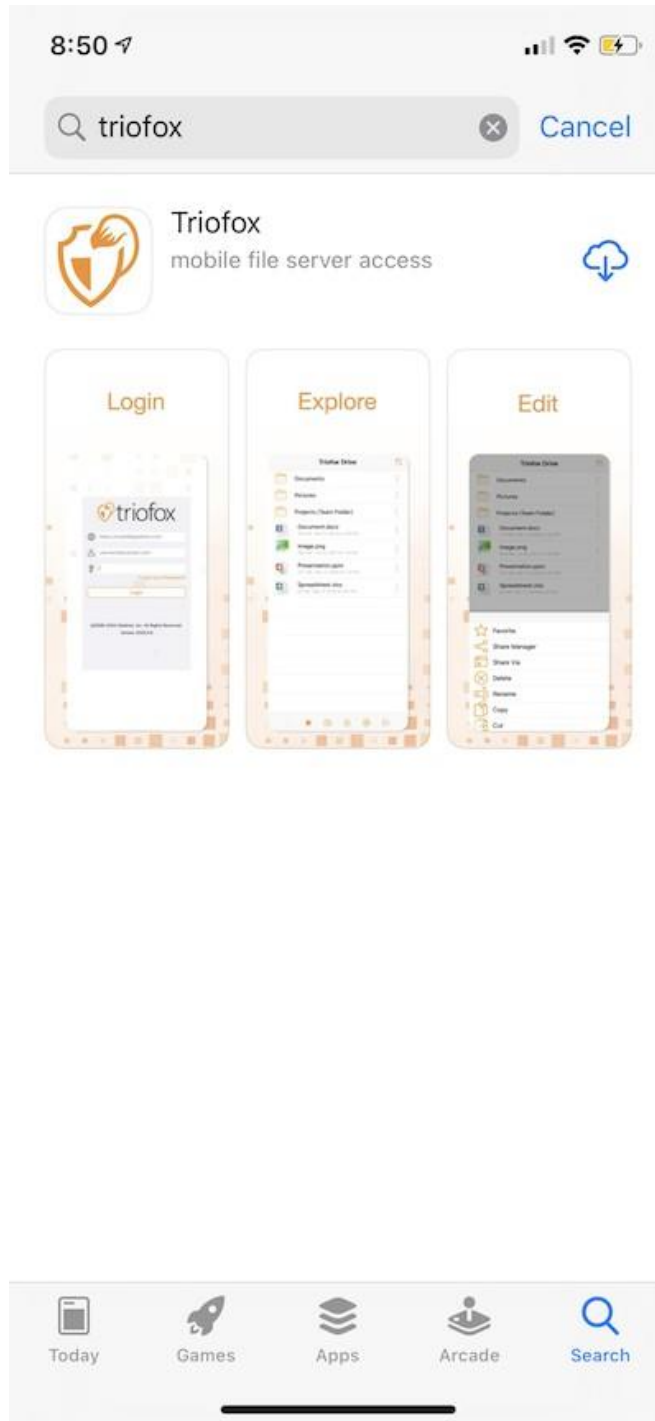 8:50
triofox
Cancel
Triofox
mobile file server access
Login
triofox
Login
Explore
Triofox Drive
Documents
Pictures
Projects (Team Folder)
Document.docx
Image.png
Presentation.pptx
Spreadsheet.xlsx
Edit
Triofox Drive
Documents
Pictures
Projects (Team Folder)
Document.docx
Image.png
Presentation.pptx
Spreadsheet.xlsx
Favorite
Share Manager
Share Via
Delete
Rename
Copy
Cut
Today
Games
Apps
Arcade
Search